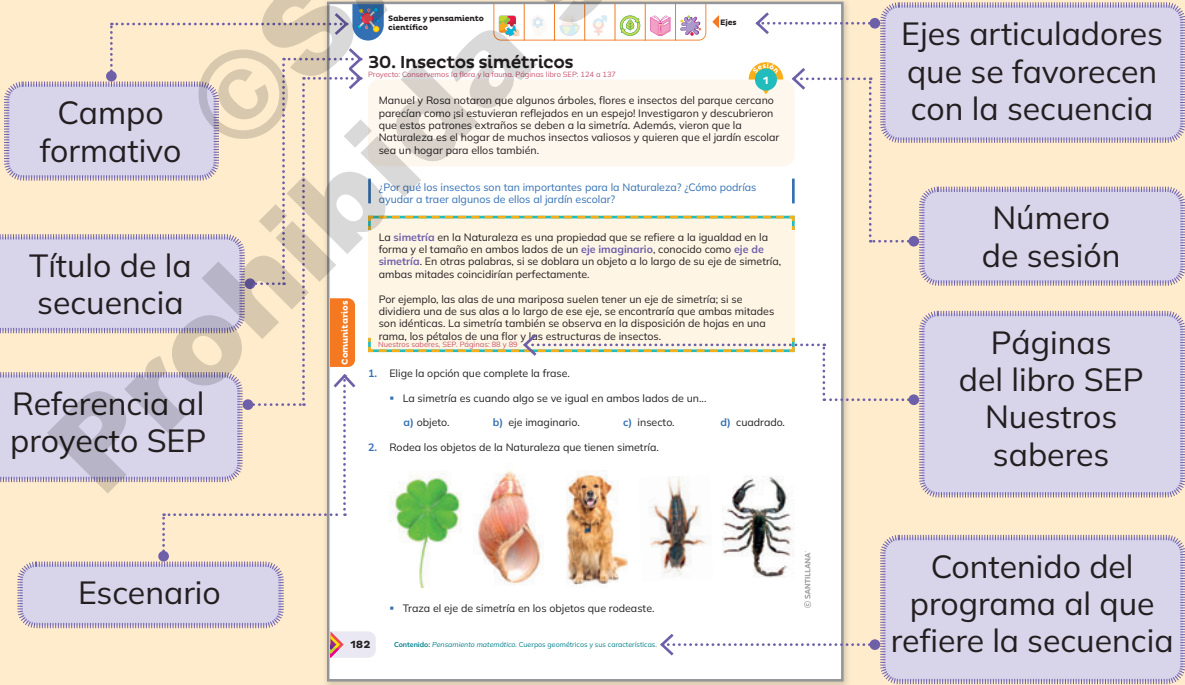 Campo
formativo
Título de la
secuencia
Referencia al
proyecto SEP
Escenario
Saberes y pensamiento
científico
Ejes
30. Insectos simétricos
Proyecto: Conservemos la flora y la fauna. Páginas libro SEP: 124 a 137
Sesión
1
Manuel y Rosa notaron que algunos árboles, flores e insectos del parque cercano
parecían como ¡si estuvieran reflejados en un espejo! Investigaron y descubrieron
que estos patrones extraños se deben a la simetría. Además, vieron que la
Naturaleza es el hogar de muchos insectos valiosos y quieren que el jardín escolar
sea un hogar para ellos también.
¿Por qué los insectos son tan importantes para la Naturaleza? ¿Cómo podrías
ayudar a traer algunos de ellos al jardín escolar?
La simetría en la Naturaleza es una propiedad que se refiere a la igualdad en la
forma y el tamaño en ambos lados de un eje imaginario, conocido como eje de
simetría. En otras palabras, si se doblara un objeto a lo largo de su eje de simetría,
ambas mitades coincidirían perfectamente.
Por ejemplo, las alas de una mariposa suelen tener un eje de simetría; si se
dividiera una de sus alas a lo largo de ese eje, se encontraría que ambas mitades
son idénticas. La simetría también se observa en la disposición de hojas en una
rama, los pétalos de una flor y las estructuras de insectos.
Nuestros saberes, SEP. Páginas: 88 y 89
Comunitarios
1. Elige la opción que complete la frase.
• La simetría es cuando algo se ve igual en ambos lados de un...
a) objeto. b) eje imaginario. c) insecto. d) cuadrado.
2. Rodea los objetos de la Naturaleza que tienen simetría.
© SANTILLANA
• Traza el eje de simetría en los objetos que rodeaste.
182
Contenido: Pensamiento matemático. Cuerpos geométricos y sus características.
Ejes articuladores
que se favorecen
con la secuencia
Número
de sesión
Páginas
del libro SEP
Nuestros
saberes
Contenido del
programa al que
refiere la secuencia